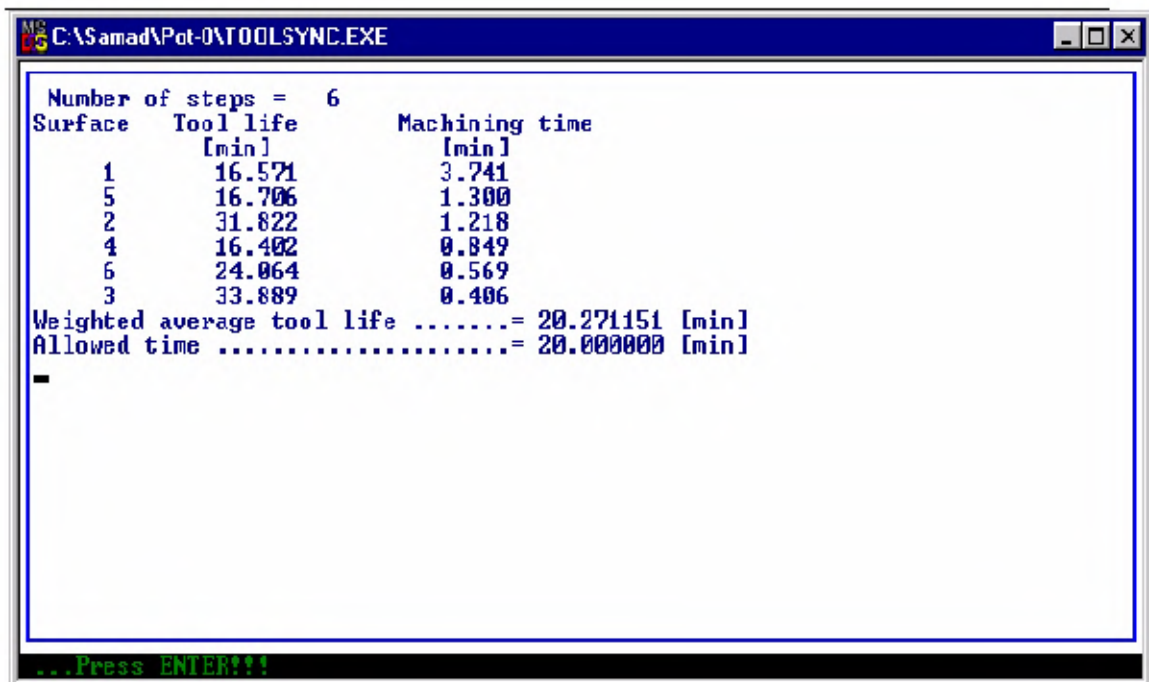 MS DOS C:\Samad\Pot-0\TOOLSYNC.EXE
Number of steps = 6
Surface Tool life Machining time
[min] [min]
1 16.571 3.741
5 16.706 1.300
2 31.822 1.218
4 16.402 0.849
6 24.064 0.569
3 33.889 0.406
Weighted average tool life .......= 20.271151 [min]
Allowed time .....................= 20.000000 [min]
...Press ENTER!!!